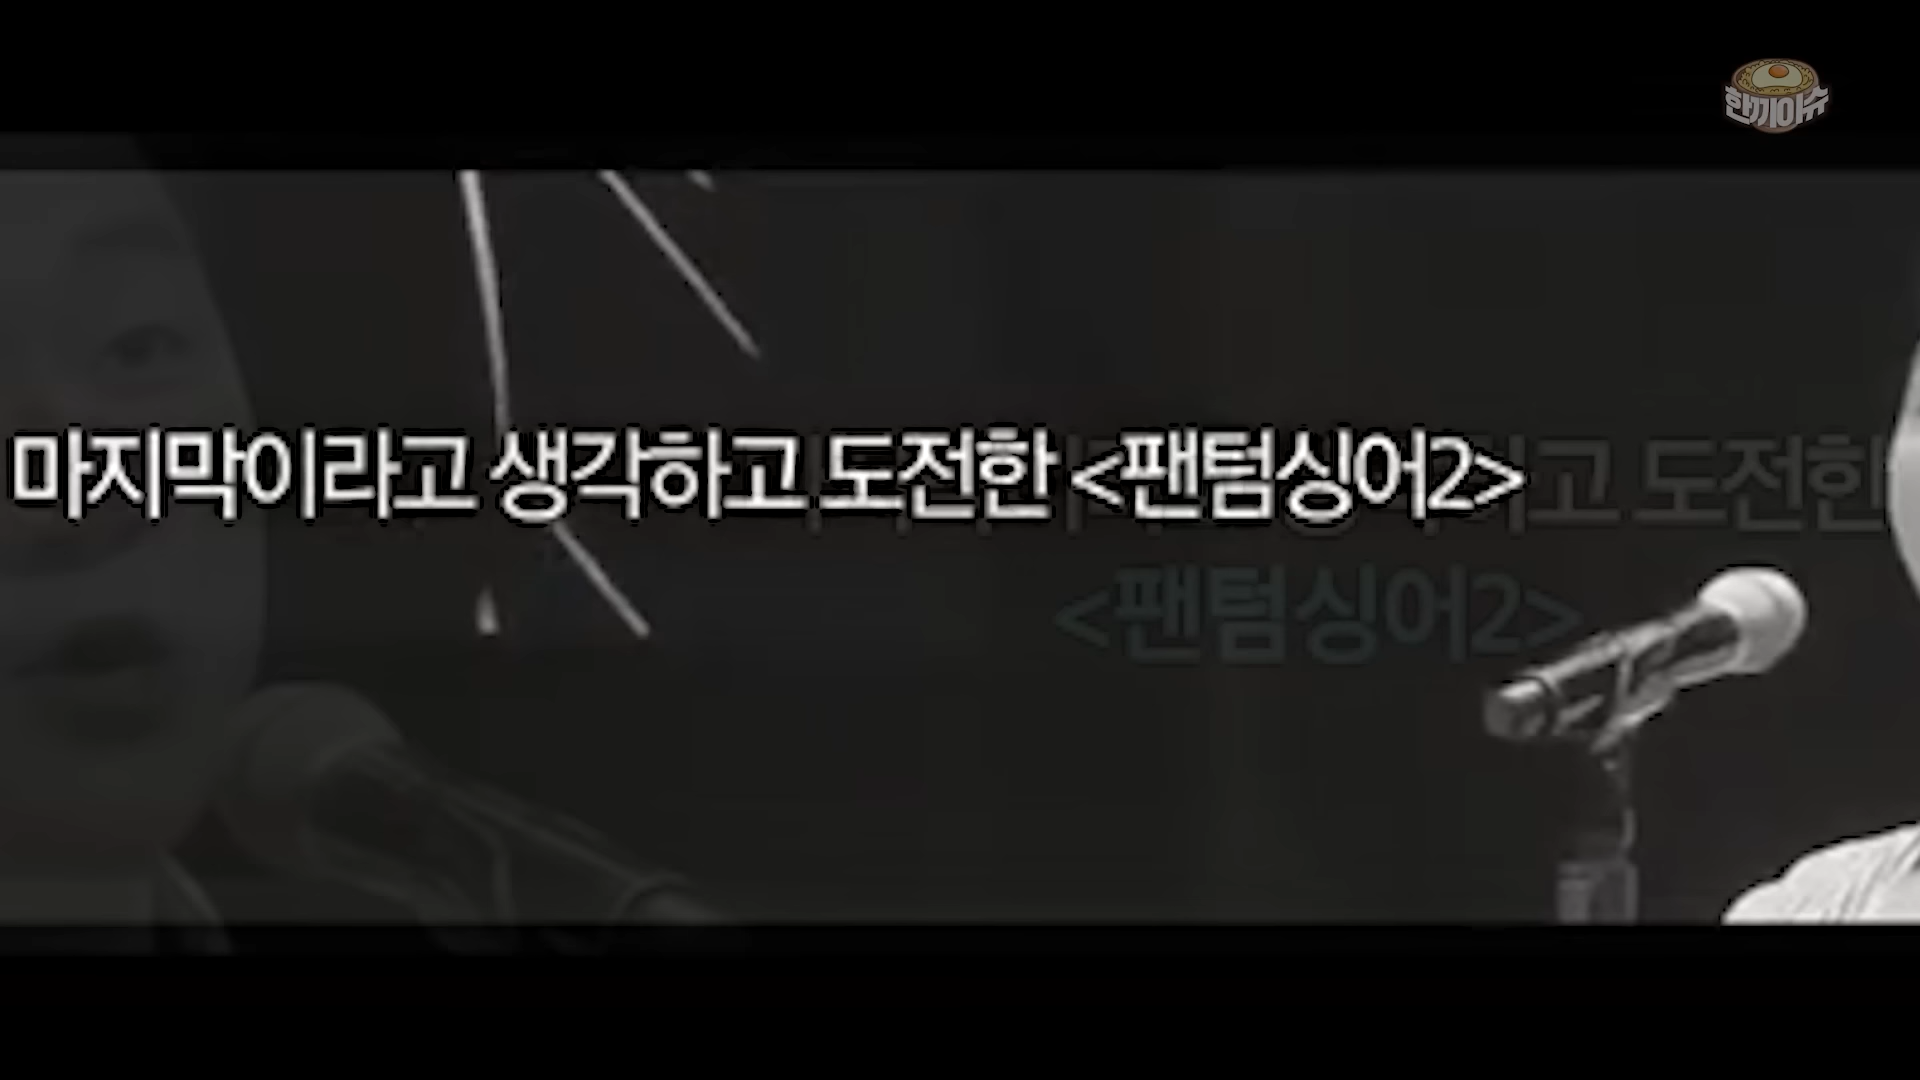 한끼이슈
마지막이라고 생각하고 도전한 <팬텀싱어2>
고 도전한
<팬텀싱어2>